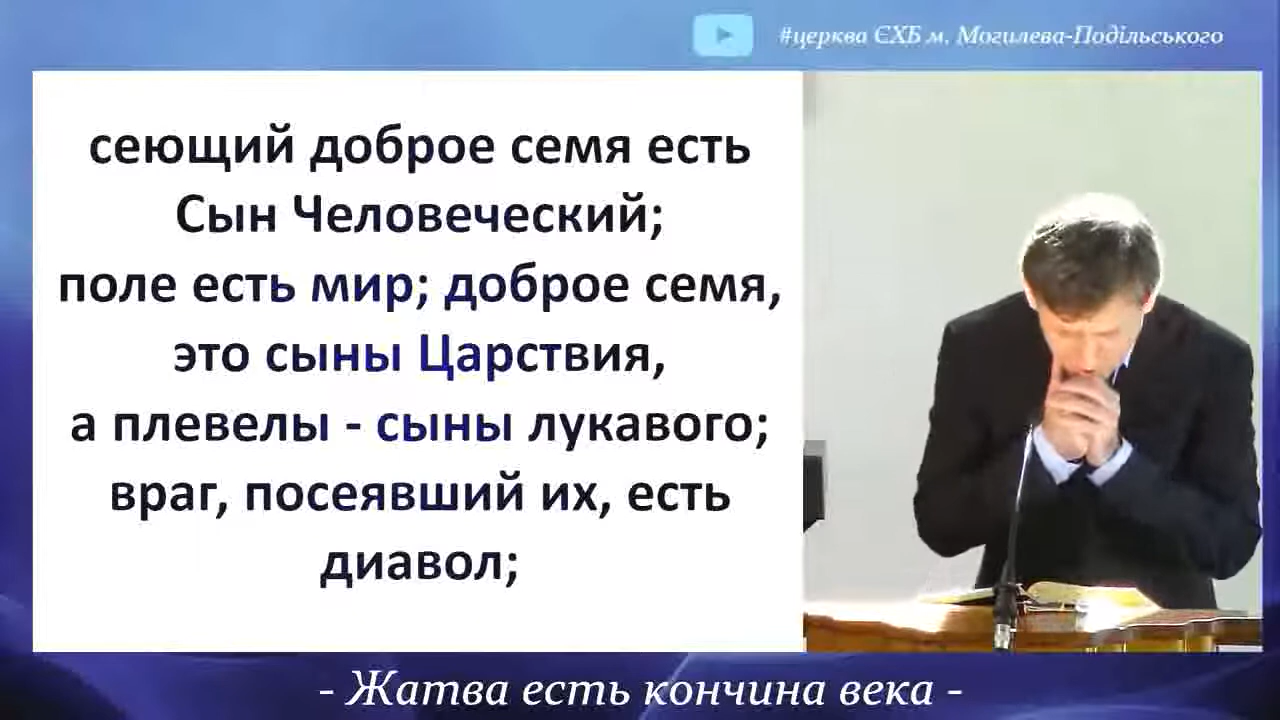 #церква ЄХБ м. Могилева-Подільського
сеющий доброе семя есть
Сын Человеческий;
поле есть мир; доброе семя,
это сыны Царствия,
а плевелы - сыны лукавого;
враг, посеявший их, есть
диавол;
- Жатва есть кончина века -